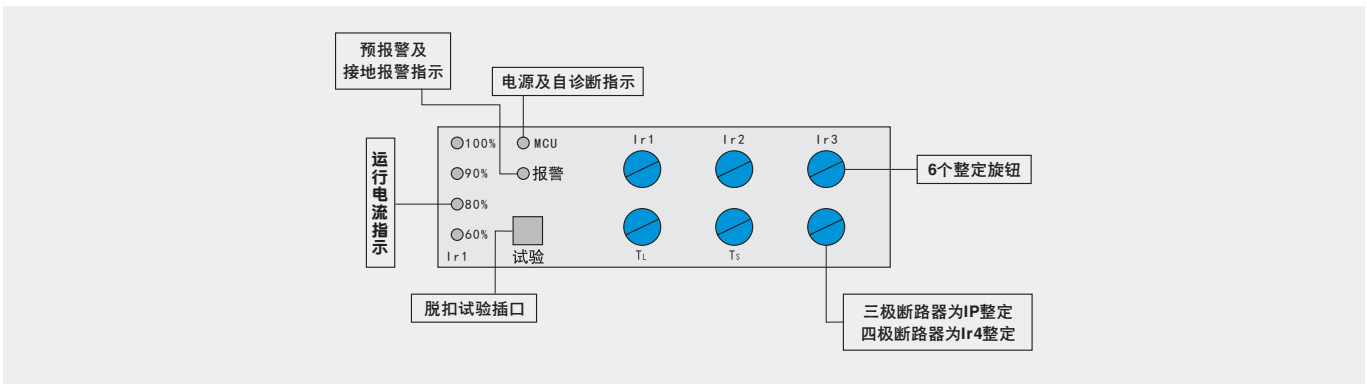 预报警及
接地报警指示
电源及自诊断指示
运行电流指示
100%
MCU
Ir1
Ir2
Ir3
90%
报警
6个整定旋钮
80%
60%
Ir1
试验
TL
Ts
脱扣试验插口
三极断路器为IP整定
四极断路器为Ir4整定